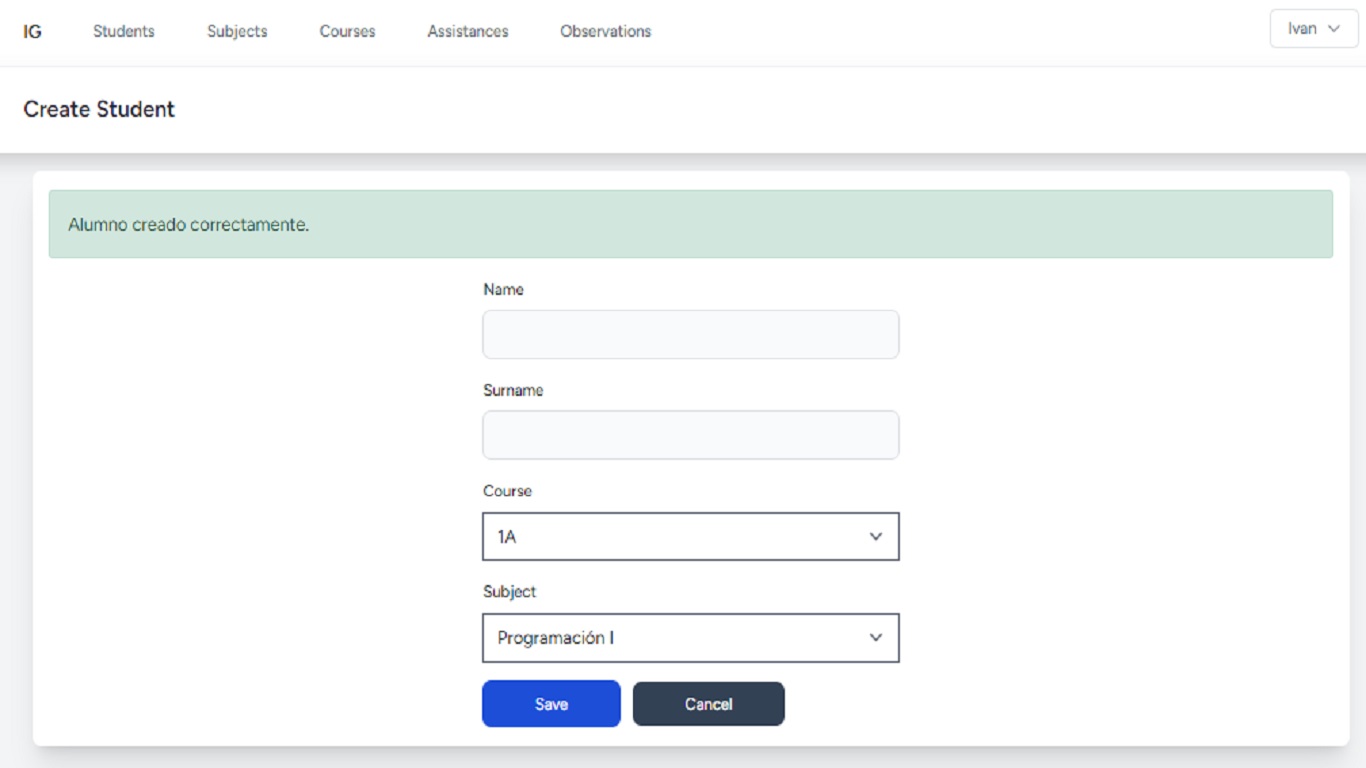 IG Students Subjects Courses Assistances Observations Ivan
Create Student
Alumno creado correctamente.
Name
Surname
Course
1A
Subject
Programación I
Save Cancel